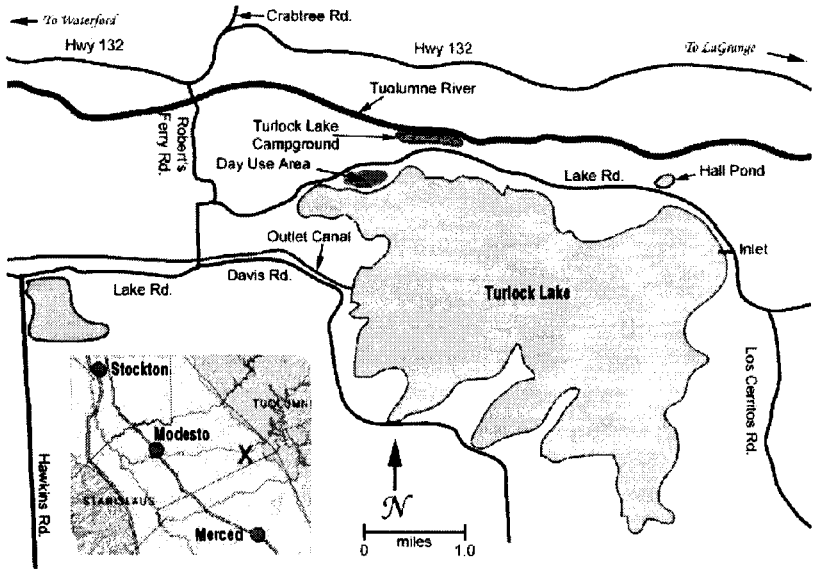 To Waterford
Crabtree Rd.
Hwy 132
Hwy 132
To LaGrange
Tuolumne River
Robert's
Ferry Rd.
Turlock Lake
Campground
Day Use Area
Lake Rd.
Hall Pond
Outlet Canal
Inlet
Lake Rd.
Davis Rd.
Turlock Lake
Los Cerritos Rd.
Hawkins Rd.
Stockton
TUOLUMN
Modesto
X
STANISLAUS
Merced
N
0 1.0
miles